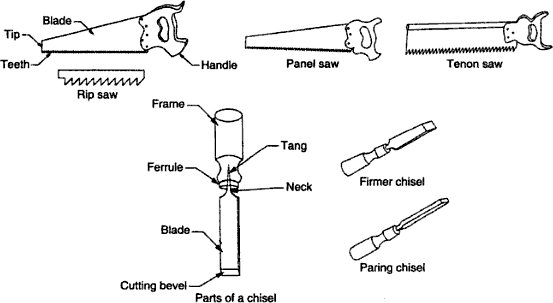 Blade
Tip
Teeth
Handle
Rip saw
Panel saw
Tenon saw
Frame
Tang
Ferrule
Neck
Blade
Cutting bevel
Parts of a chisel
Firmer chisel
Paring chisel